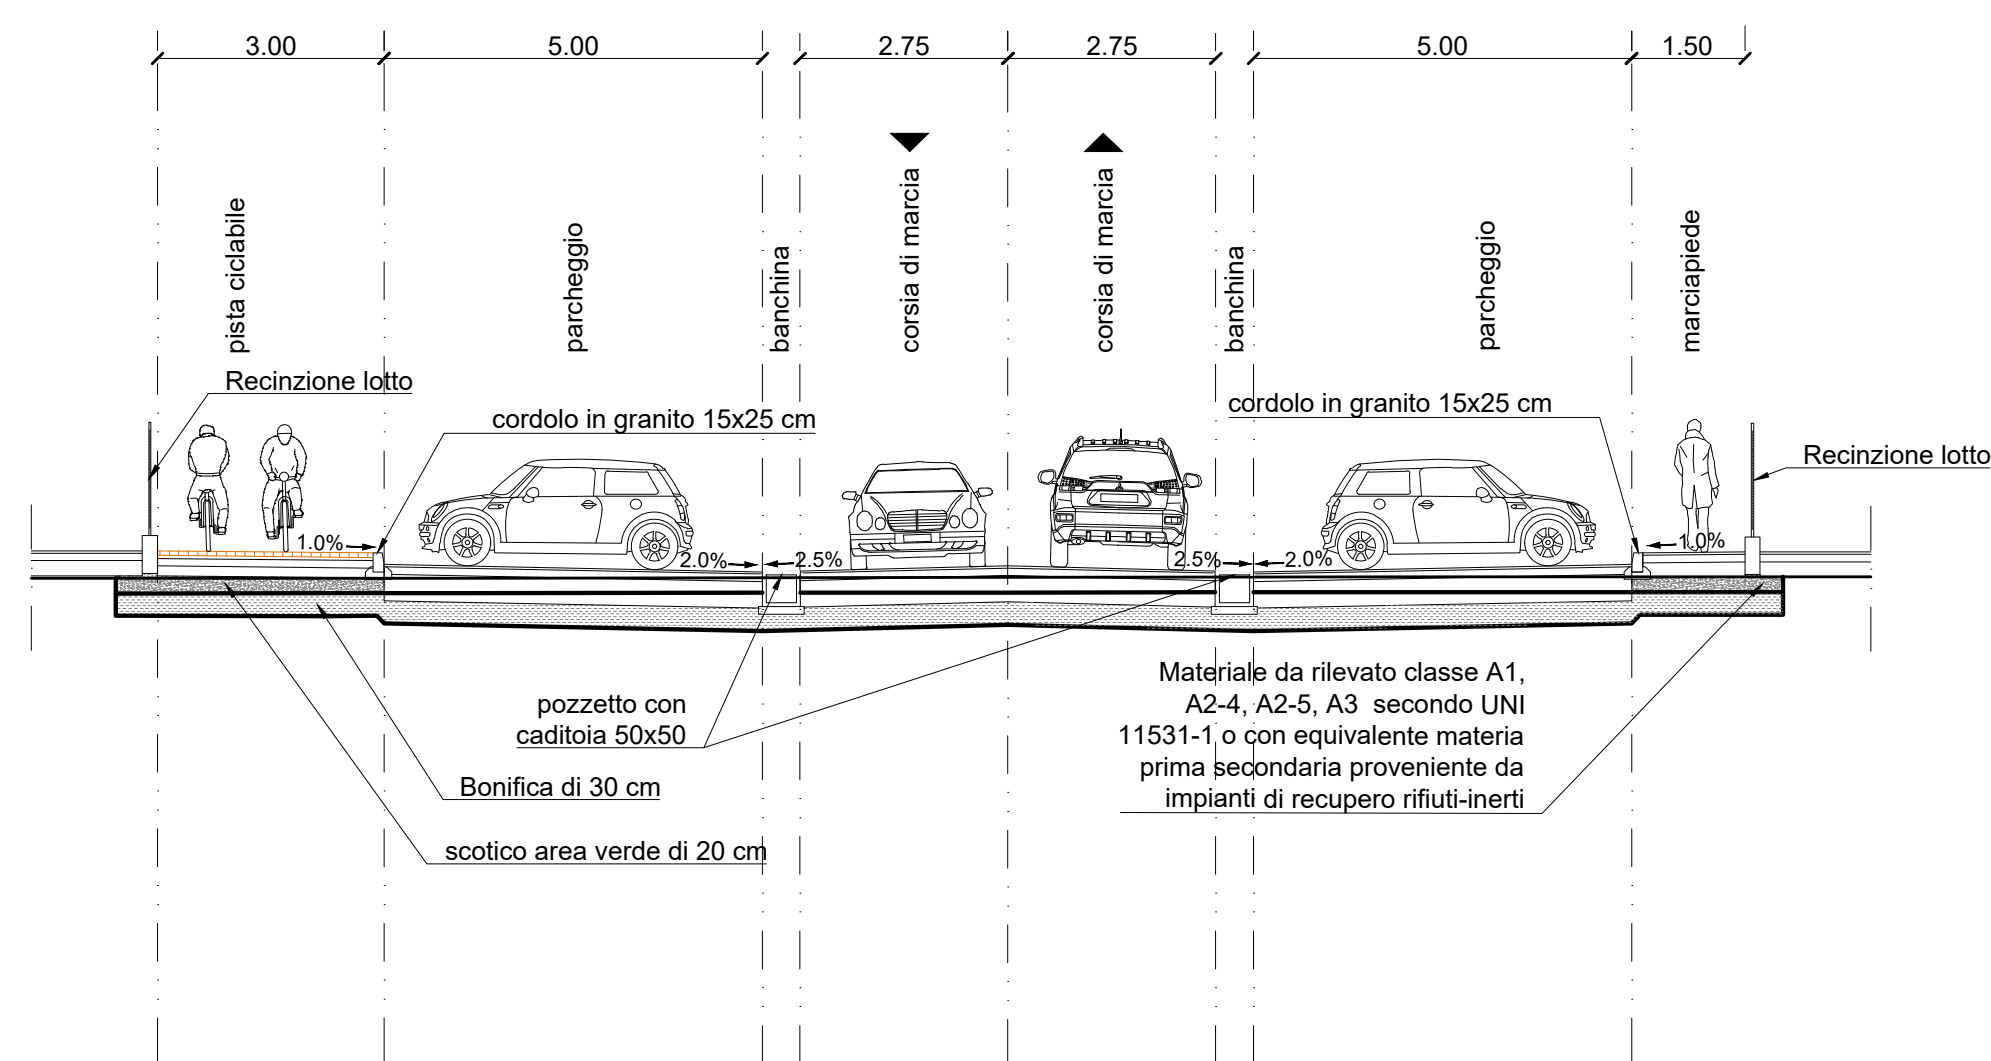 3.00
5.00
2.75
2.75
5.00
1.50
pista ciclabile
parcheggio
banchina
corsia di marcia
corsia di marcia
banchina
parcheggio
marciapiede
Recinzione lotto
cordolo in granito 15x25 cm
cordolo in granito 15x25 cm
Recinzione lotto
1.0%
2.0%
2.5%
2.5%
2.0%
1.0%
pozzetto con
caditoia 50x50
Bonifica di 30 cm
scotico area verde di 20 cm
Materiale da rilevato classe A1,
A2-4, A2-5, A3 secondo UNI
11531-1 o con equivalente materia
prima secondaria proveniente da
impianti di recupero rifiuti-inerti